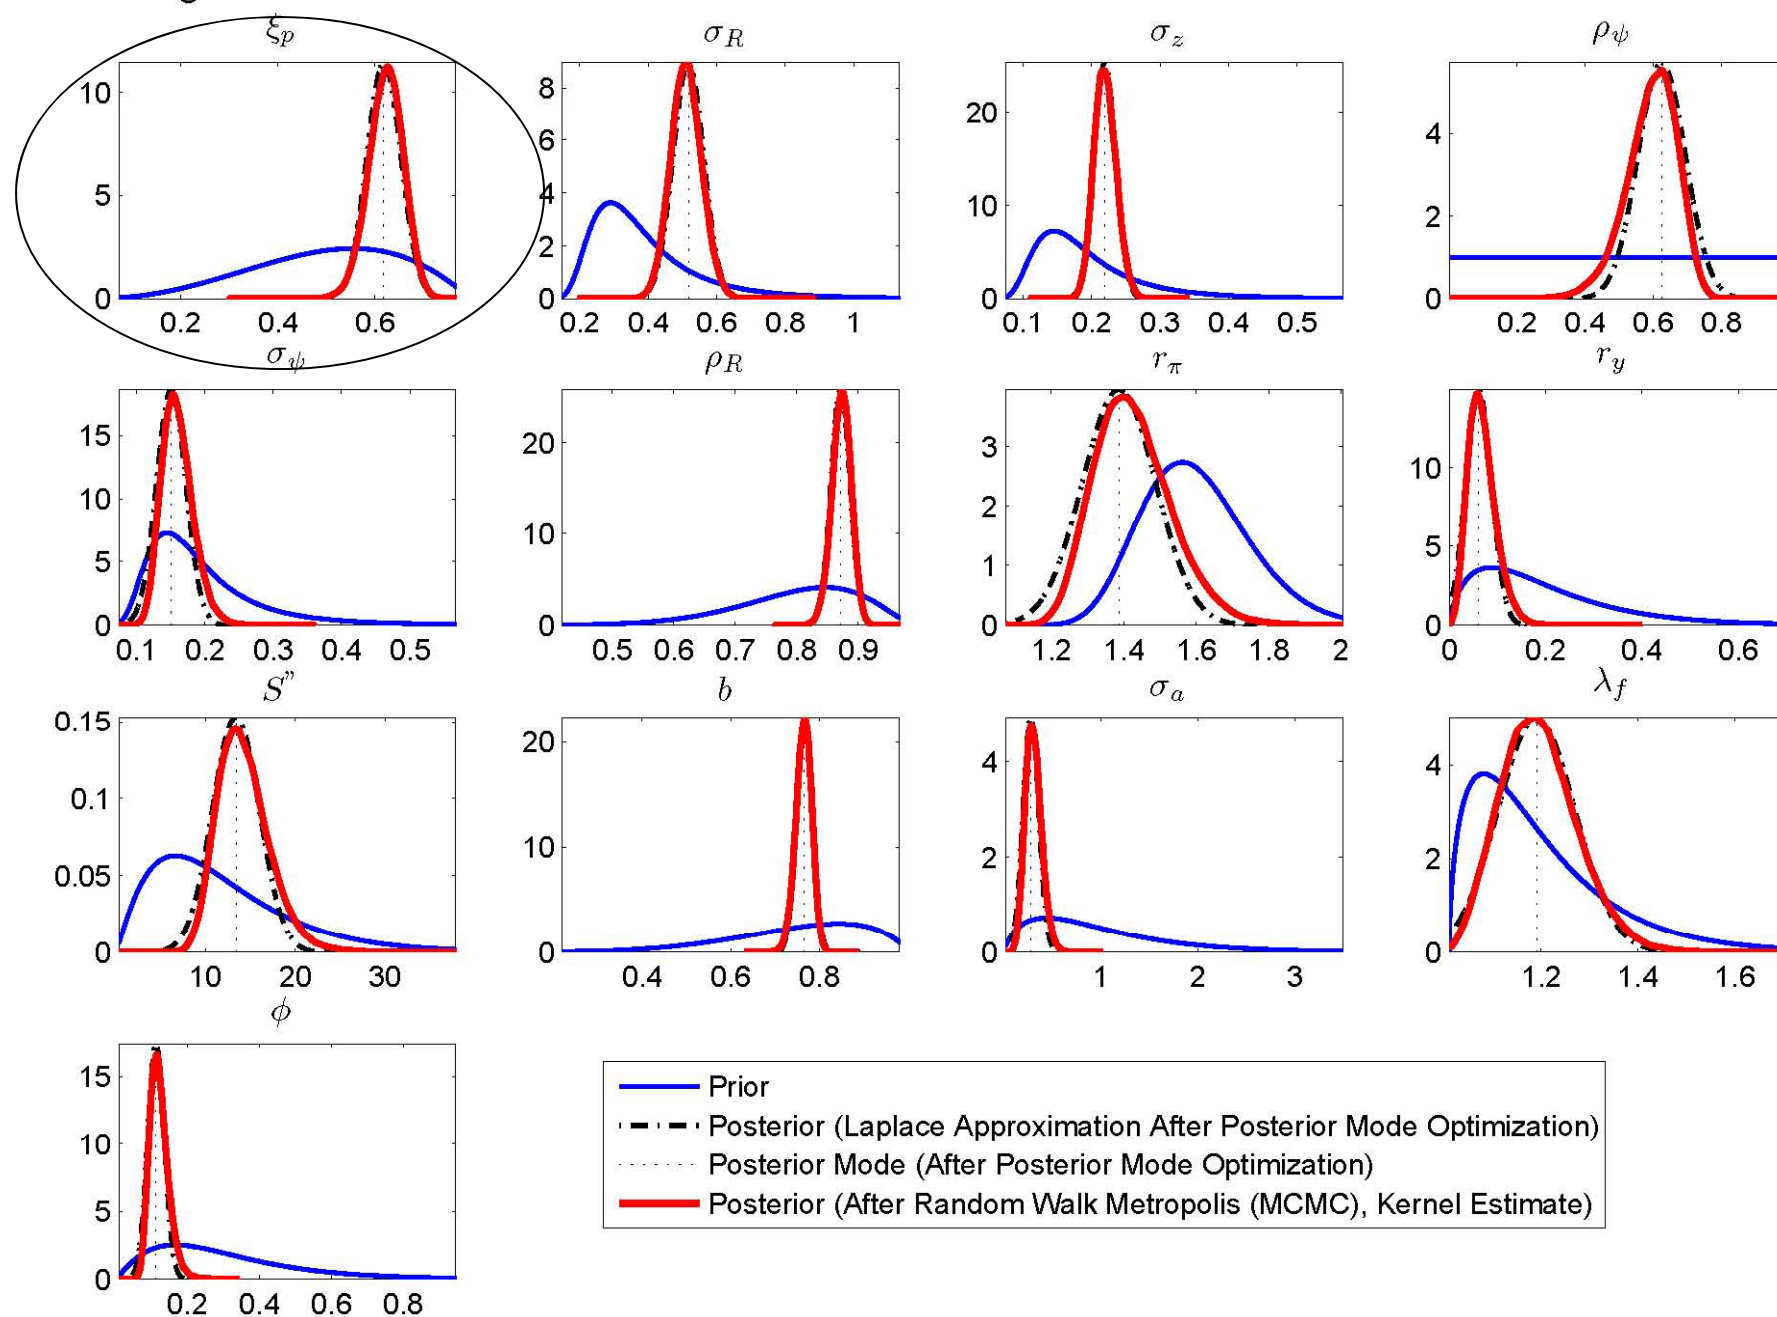 ξp σR σz ρψ
10 8 20 4
5 6 10 2
0 4 0 0
2
0
0.2 0.4 0.6 0.2 0.4 0.6 0.8 1 0.1 0.2 0.3 0.4 0.5 0.2 0.4 0.6 0.8
σψ ρR rπ ry
15 20 3 10
10 10 2 5
5 0 1 0
0 0
0.1 0.2 0.3 0.4 0.5 0.5 0.6 0.7 0.8 0.9 1.2 1.4 1.6 1.8 2 0 0.2 0.4 0.6
S” b σa λf
0.15 20 4 4
0.1 10 2 2
0.05 0 0 0
0
10 20 30 0.4 0.6 0.8 1 2 3 1.2 1.4 1.6
ϕ
15
10
5
0
0.2 0.4 0.6 0.8
Prior
Posterior (Laplace Approximation After Posterior Mode Optimization)
Posterior Mode (After Posterior Mode Optimization)
Posterior (After Random Walk Metropolis (MCMC), Kernel Estimate)